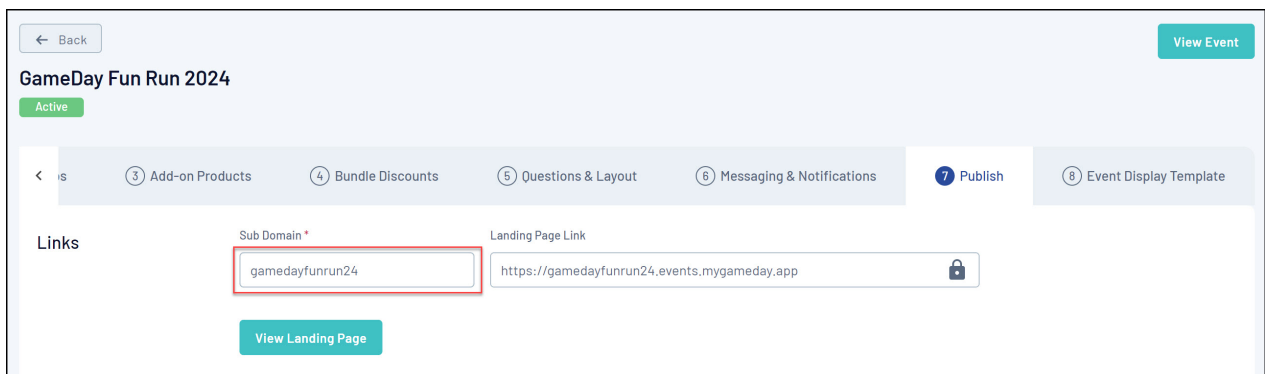 ← Back
View Event
GameDay Fun Run 2024
Active
3 Add-on Products 4 Bundle Discounts 5 Questions & Layout 6 Messaging & Notifications 7 Publish 8 Event Display Template
Links
Sub Domain * Landing Page Link
gamedayfunrun24 https://gamedayfunrun24.events.mygameday.app
View Landing Page